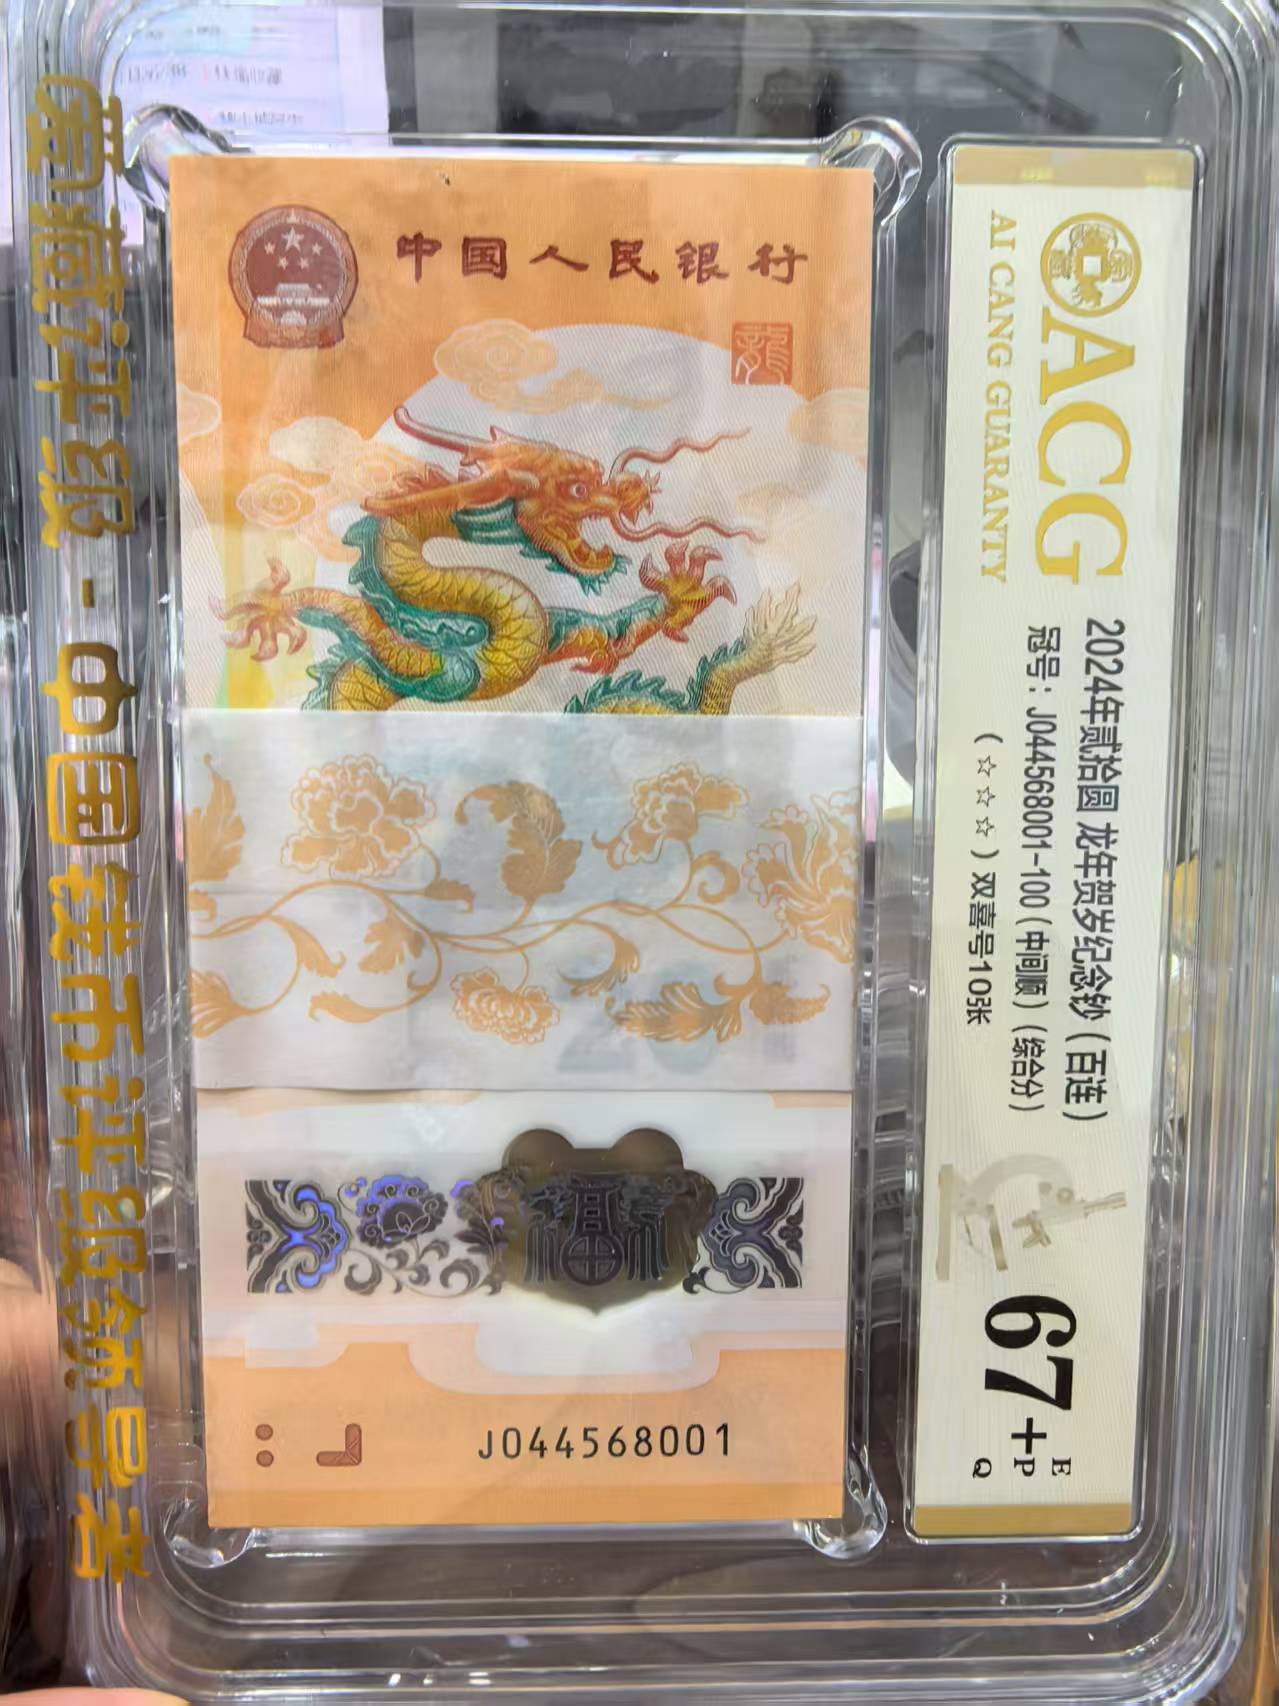 中国人民银行
龍
福
J044568001
ACG
AI CANG GUARANTY
2024年贰拾圆 龙年贺岁纪念钞（百连）
冠号：J044568001-100（中间顺）（综合分）
（☆☆☆）双喜号10张
67+
E
P
Q
爱藏评级-中国钱币评级领导者